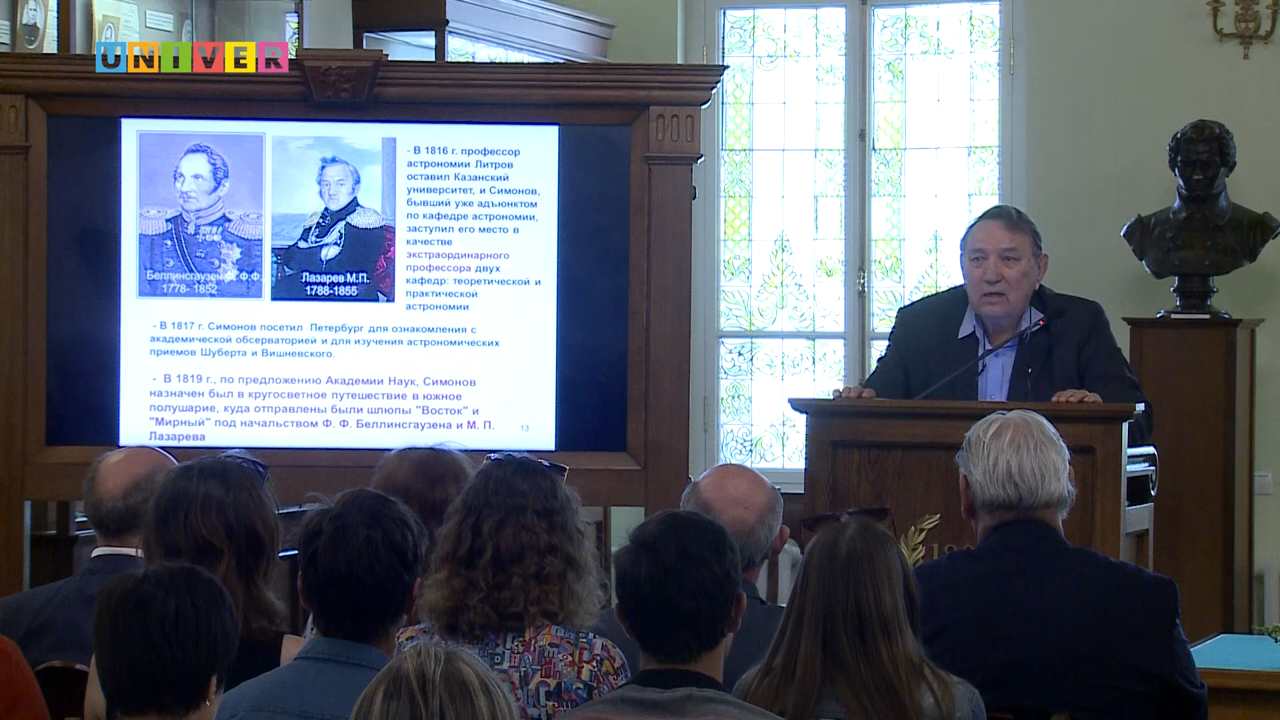 UNIVER
Беллинсгаузен Ф.Ф.
1778- 1852
Лазарев М.П.
1788-1855
- В 1816 г. профессор
астрономии Литров
оставил Казанский
университет, и Симонов,
бывший уже адъюнктом
по кафедре астрономии,
заступил его место в
качестве
экстраординарного
профессора двух
кафедр: теоретической и
практической
астрономии
- В 1817 г. Симонов посетил Петербург для ознакомления с
академической обсерваторией и для изучения астрономических
приемов Шуберта и Вишневского.
- В 1819 г., по предложению Академии Наук, Симонов
назначен был в кругосветное путешествие в южное
полушарие, куда отправлены были шлюпы "Восток" и
"Мирный" под начальством Ф. Ф. Беллинсгаузена и М. П.
Лазарева
13